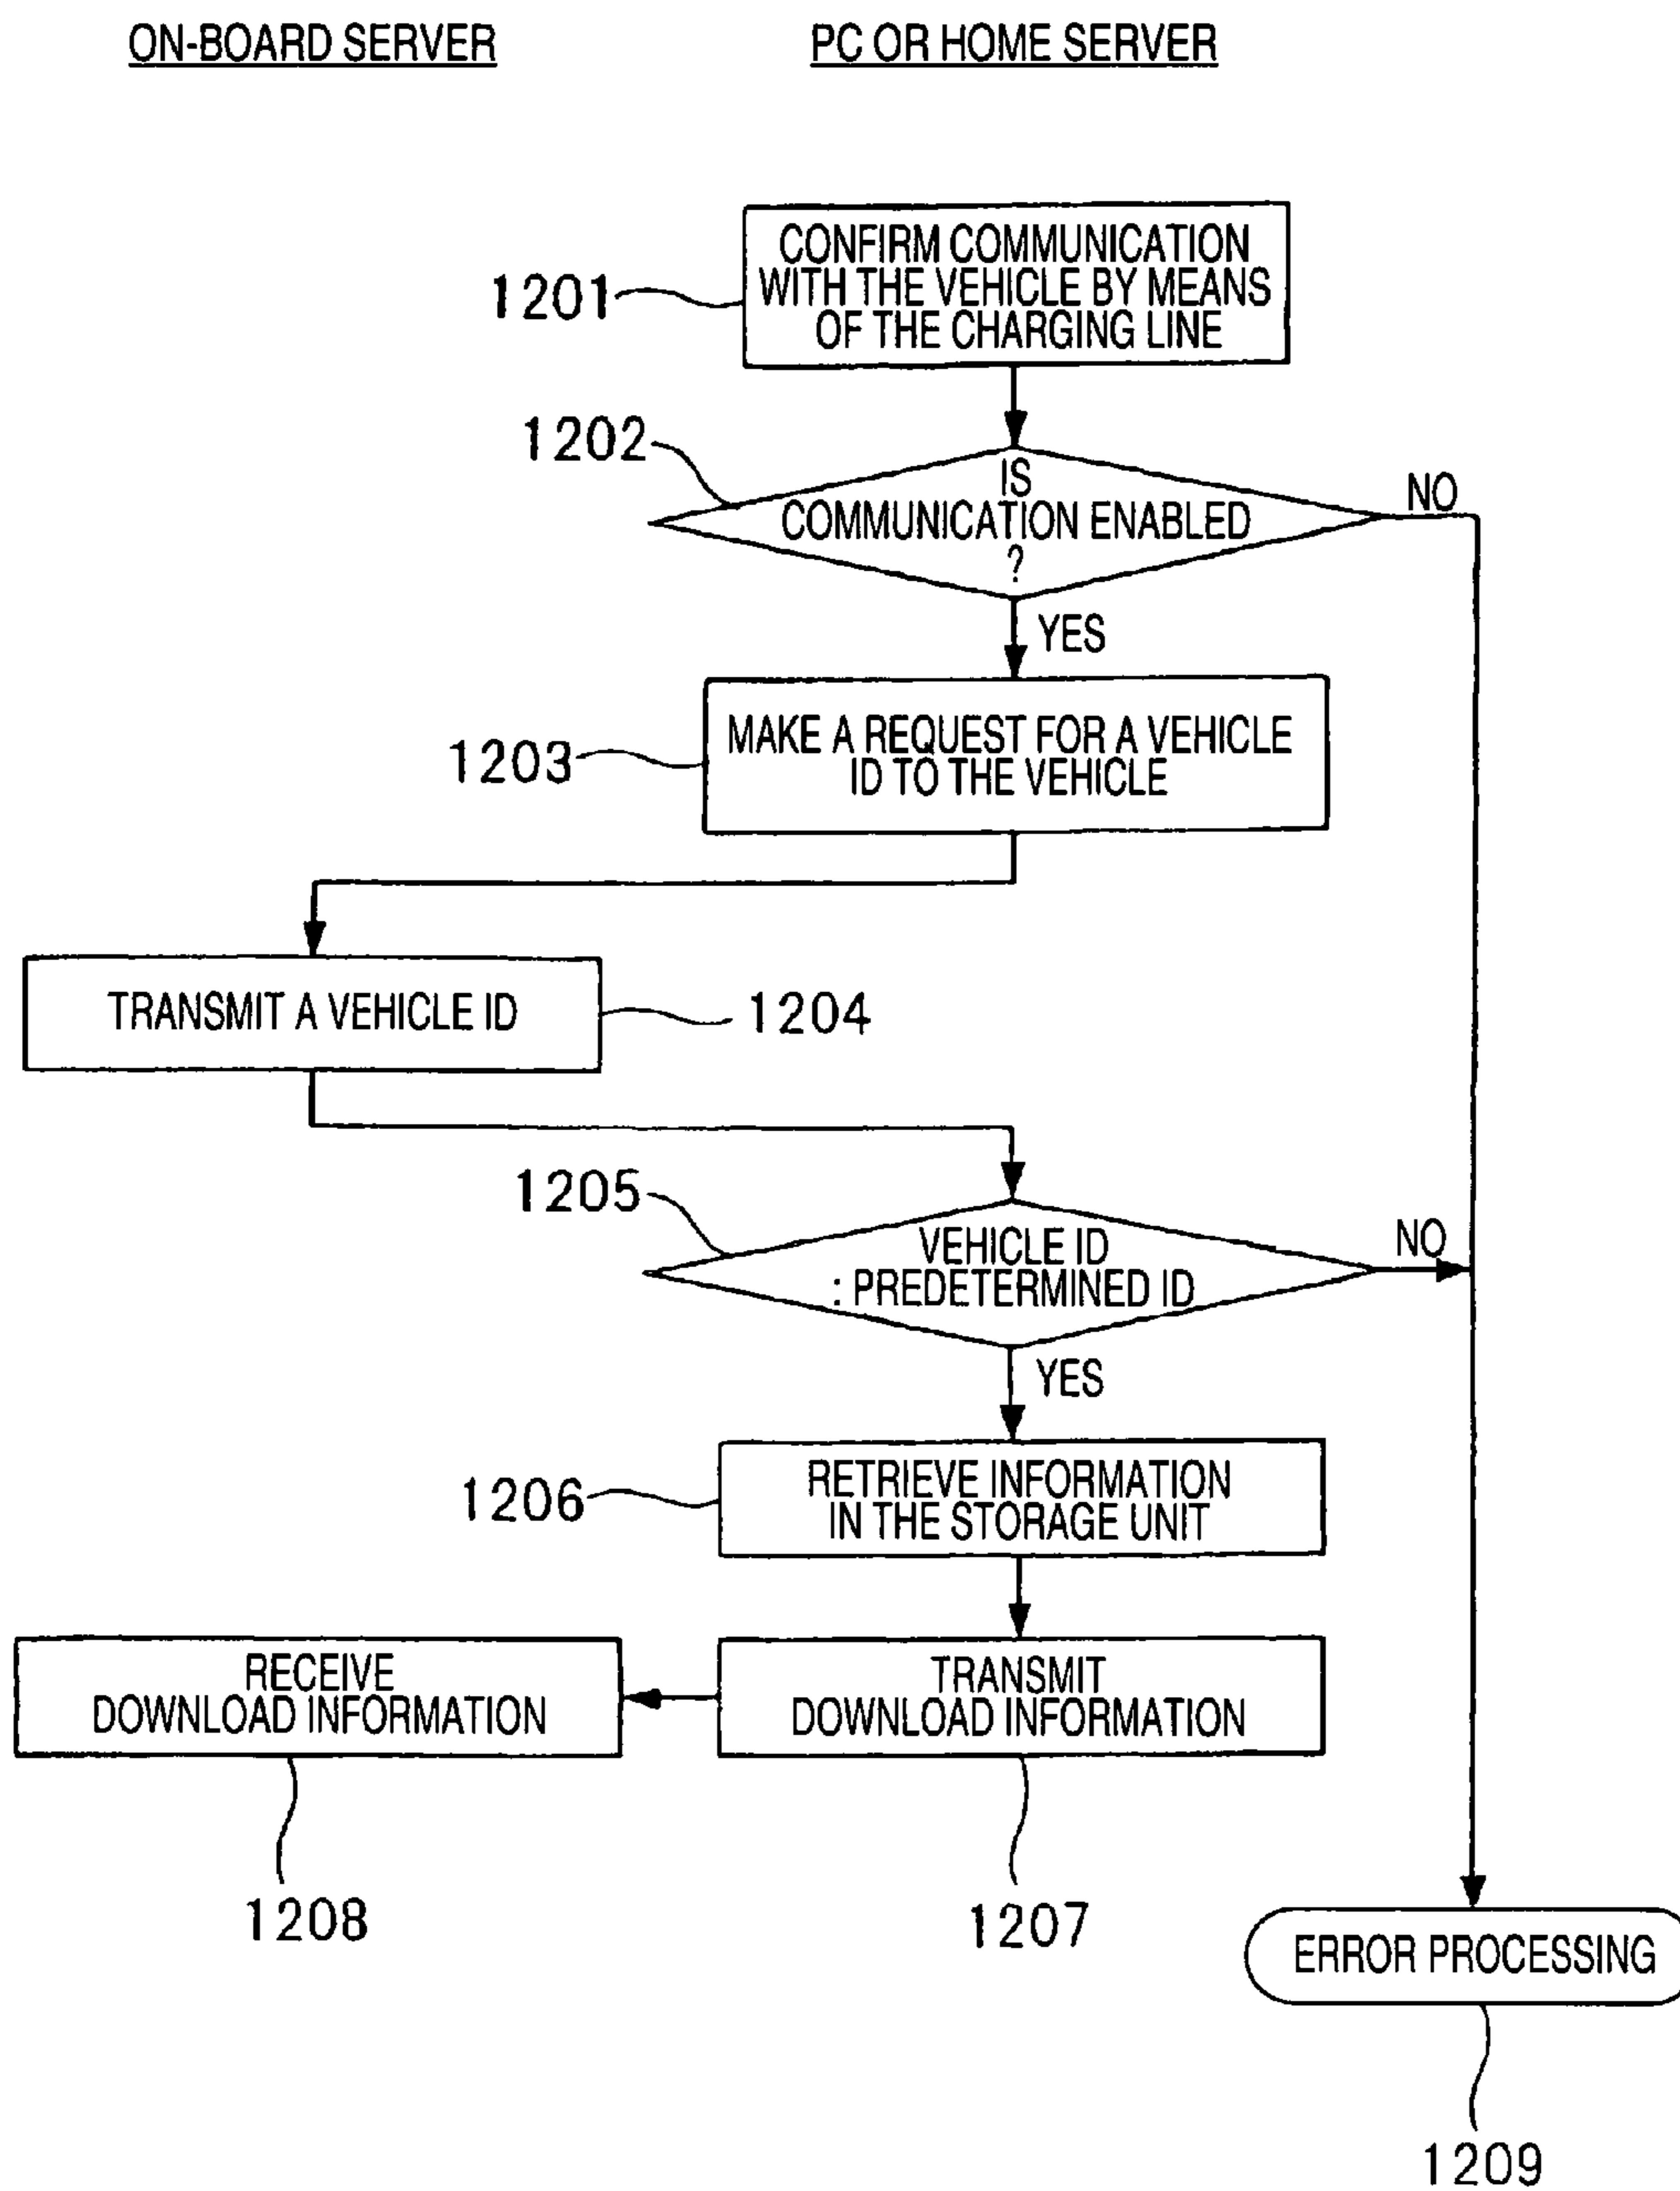 ON-BOARD SERVER
PC OR HOME SERVER
CONFIRM COMMUNICATION
WITH THE VEHICLE BY MEANS
OF THE CHARGING LINE
1201
1202
IS
COMMUNICATION ENABLED
?
NO
YES
1203
MAKE A REQUEST FOR A VEHICLE
ID TO THE VEHICLE
TRANSMIT A VEHICLE ID
1204
1205
VEHICLE ID
: PREDETERMINED ID
NO
YES
1206
RETRIEVE INFORMATION
IN THE STORAGE UNIT
RECEIVE
DOWNLOAD INFORMATION
TRANSMIT
DOWNLOAD INFORMATION
1208
1207
ERROR PROCESSING
1209